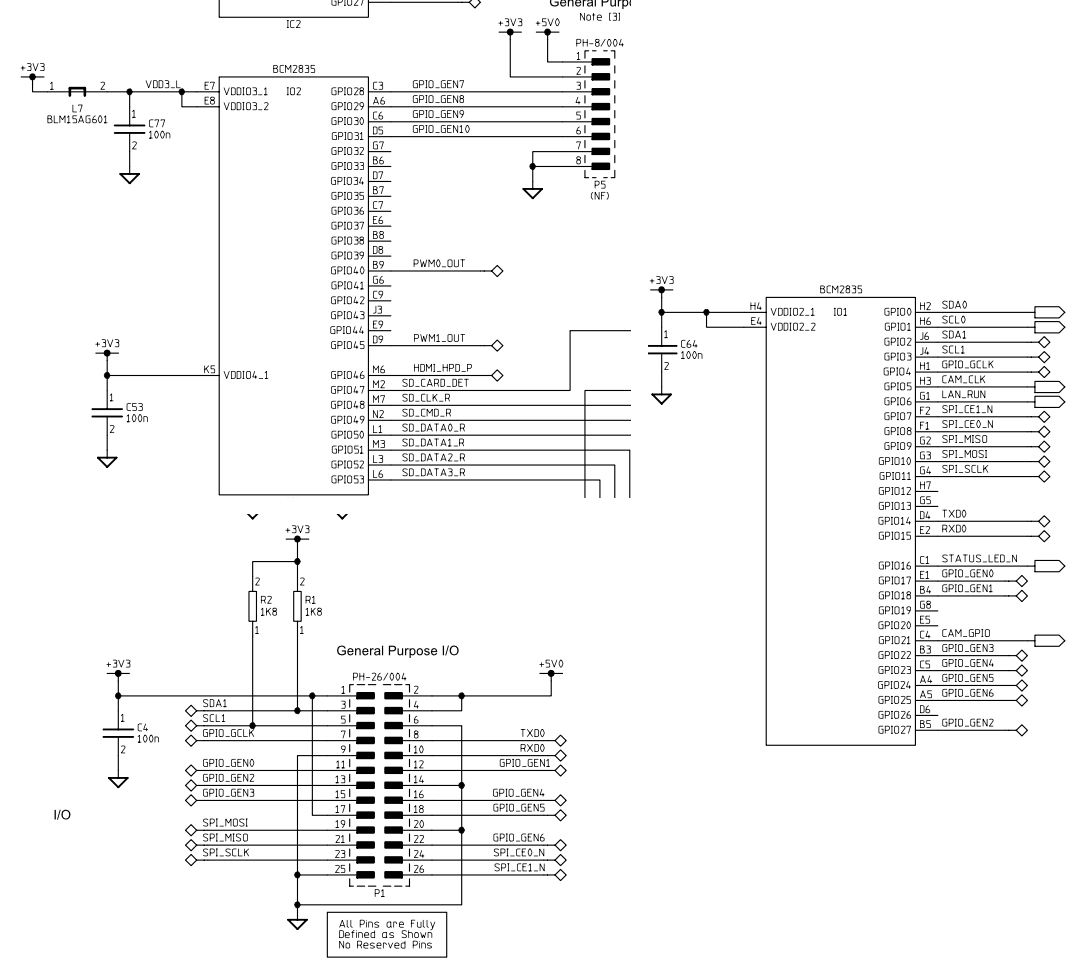 GPIO27
IC2
General Purp
Note [3]
+3V3 +5V0
PH-8/004
1
2
3
4
5
6
7
8
P5
(NF)
+3V3
1 2
L7
BLM15AG601
VDD3_L
1
C77
100n
2
BCM2835
IO2
E7 VDDIO3_1
E8 VDDIO3_2
K5 VDDIO4_1
GPIO28 C3 GPIO_GEN7
GPIO29 A6 GPIO_GEN8
GPIO30 C6 GPIO_GEN9
GPIO31 D5 GPIO_GEN10
GPIO32 G7
GPIO33 B6
GPIO34 D7
GPIO35 B7
GPIO36 C7
GPIO37 E6
GPIO38 B8
GPIO39 D8
GPIO40 B9 PWM0_OUT
GPIO41 G6
GPIO42 C9
GPIO43 J3
GPIO44 E9
GPIO45 D9 PWM1_OUT
GPIO46 M6 HDMI_HPD_P
GPIO47 M2 SD_CARD_DET
GPIO48 M7 SD_CLK_R
GPIO49 N2 SD_CMD_R
GPIO50 L1 SD_DATA0_R
GPIO51 M3 SD_DATA1_R
GPIO52 L3 SD_DATA2_R
GPIO53 L6 SD_DATA3_R
+3V3
1
C53
100n
2
+3V3
1
C64
100n
2
BCM2835
IO1
H4 VDDIO2_1
E4 VDDIO2_2
GPIO0 H2 SDA0
GPIO1 H6 SCL0
GPIO2 J6 SDA1
GPIO3 J4 SCL1
GPIO4 H1 GPIO_GCLK
GPIO5 H3 CAM_CLK
GPIO6 G1 LAN_RUN
GPIO7 F2 SPI_CE1_N
GPIO8 F1 SPI_CE0_N
GPIO9 G2 SPI_MISO
GPIO10 G3 SPI_MOSI
GPIO11 G4 SPI_SCLK
GPIO12 H7
GPIO13 G5
GPIO14 D4 TXD0
GPIO15 E2 RXD0
GPIO16 C1 STATUS_LED_N
GPIO17 E1 GPIO_GEN0
GPIO18 B4 GPIO_GEN1
GPIO19 G8
GPIO20 E5
GPIO21 C4 CAM_GPIO
GPIO22 B3 GPIO_GEN3
GPIO23 C5 GPIO_GEN4
GPIO24 A4 GPIO_GEN5
GPIO25 A5 GPIO_GEN6
GPIO26 D6
GPIO27 B5 GPIO_GEN2
+3V3
2 2
R2 R1
1K8 1K8
1 1
General Purpose I/O
+3V3
+5V0
PH-26/004
1
C4
100n
2
1 2
SDA1 3 4
SCL1 5 6
GPIO_GCLK 7 8 TXD0
9 10 RXD0
GPIO_GEN0 11 12 GPIO_GEN1
GPIO_GEN2 13 14
GPIO_GEN3 15 16 GPIO_GEN4
17 18 GPIO_GEN5
SPI_MOSI 19 20
SPI_MISO 21 22 GPIO_GEN6
SPI_SCLK 23 24 SPI_CE0_N
25 26 SPI_CE1_N
P1
I/O
All Pins are Fully
Defined as Shown
No Reserved Pins